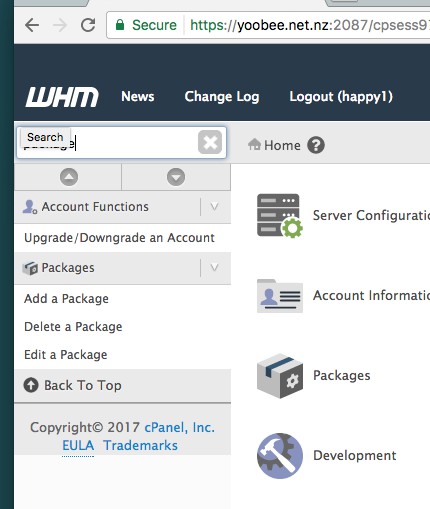 Secure https://yoobee.net.nz:2087/cpsess97
WHM News Change Log Logout (happy1)
Search
package
Home ?
Account Functions
Upgrade/Downgrade an Account
Packages
Add a Package
Delete a Package
Edit a Package
Back To Top
Copyright© 2017 cPanel, Inc.
EULA Trademarks
Server Configuratio
Account Informatio
Packages
Development